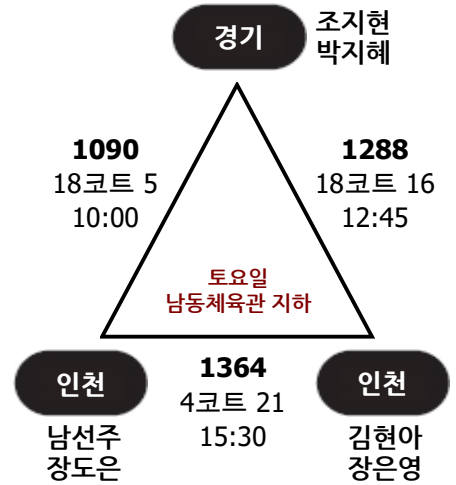 경기
조지현
박지혜
1090
18코트 5
10:00
1288
18코트 16
12:45
토요일
남동체육관 지하
인천
남선주
장도은
1364
4코트 21
15:30
인천
김현아
장은영